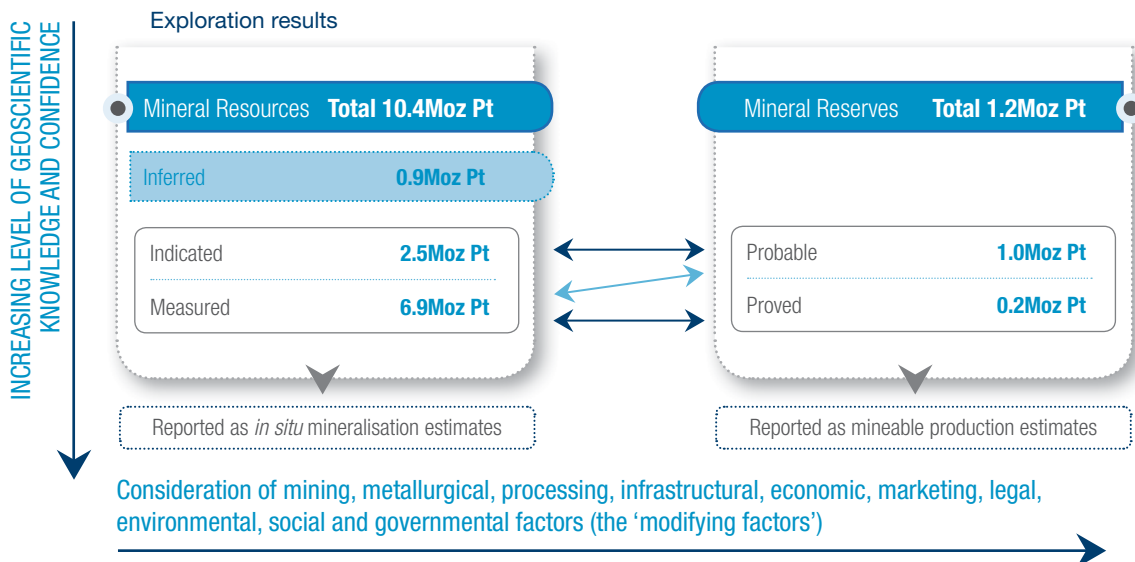 Exploration results
INCREASING LEVEL OF GEOSCIENTIFIC
KNOWLEDGE AND CONFIDENCE
Mineral Resources Total 10.4Moz Pt
Inferred 0.9Moz Pt
Indicated 2.5Moz Pt
Measured 6.9Moz Pt
Reported as in situ mineralisation estimates
Mineral Reserves Total 1.2Moz Pt
Probable 1.0Moz Pt
Proved 0.2Moz Pt
Reported as mineable production estimates
Consideration of mining, metallurgical, processing, infrastructural, economic, marketing, legal,
environmental, social and governmental factors (the ‘modifying factors’)